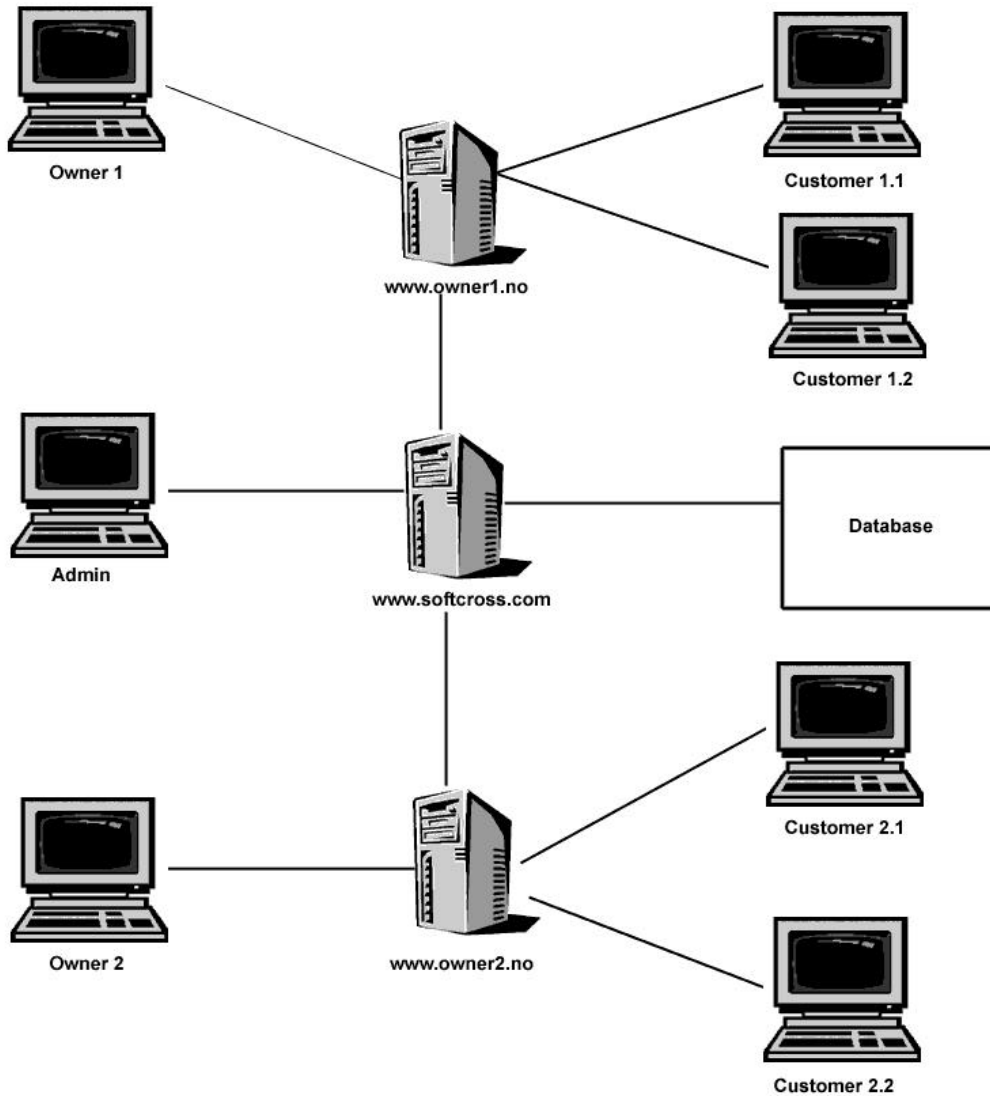 Owner 1
Customer 1.1
www.owner1.no
Customer 1.2
Database
Admin
www.softcross.com
Customer 2.1
Owner 2
www.owner2.no
Customer 2.2